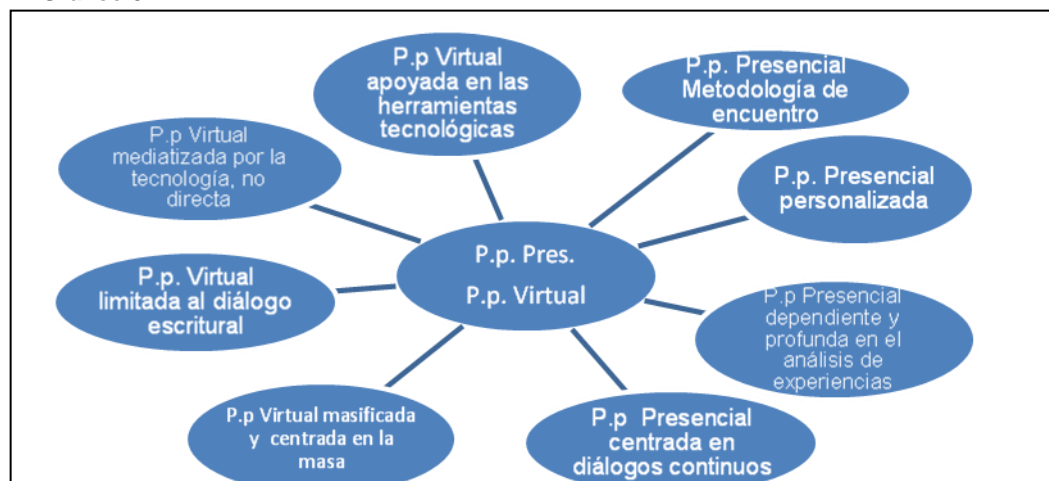 P.p Virtual
apoyada en las
herramientas
tecnológicas
P.p. Presencial
Metodología de
encuentro
P.p Virtual
mediatizada por la
tecnología, no
directa
P.p. Presencial
personalizada
P.p. Pres.
P.p. Virtual
P.p. Virtual
limitada al diálogo
escritural
P.p Presencial
dependiente y
profunda en el
análisis de
experiencias
P.p Virtual masificada
y centrada en la
masa
P.p Presencial
centrada en
diálogos continuos